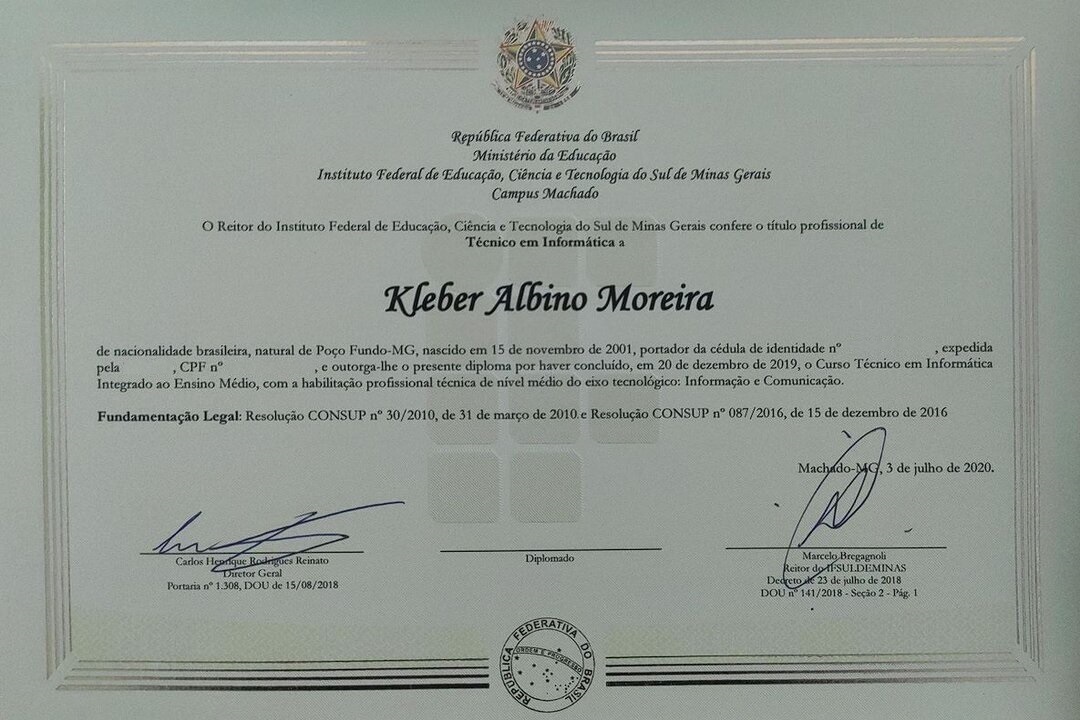 República Federativa do Brasil
Ministério da Educação
Instituto Federal de Educação, Ciência e Tecnologia do Sul de Minas Gerais
Campus Machado
O Reitor do Instituto Federal de Educação, Ciência e Tecnologia do Sul de Minas Gerais confere o título profissional de
Técnico em Informática a
Kleber Albino Moreira
de nacionalidade brasileira, natural de Poço Fundo-MG, nascido em 15 de novembro de 2001, portador da cédula de identidade nº , expedida
pela , CPF nº , e outorga-lhe o presente diploma por haver concluído, em 20 de dezembro de 2019, o Curso Técnico em Informática
Integrado ao Ensino Médio, com a habilitação profissional técnica de nível médio do eixo tecnológico: Informação e Comunicação.
Fundamentação Legal: Resolução CONSUP nº 30/2010, de 31 de março de 2010 e Resolução CONSUP nº 087/2016, de 15 de dezembro de 2016
Machado-MG, 3 de julho de 2020.
Carlos Henrique Rodrigues Reinato
Diretor Geral
Portaria nº 1.308, DOU de 15/08/2018
Diplomado
Marcelo Bregagnoli
Reitor do IFSULDEMINAS
Decreto de 23 de julho de 2018
DOU nº 141/2018 - Seção 2 - Pág. 1
REPÚBLICA FEDERATIVA DO BRASIL
ORDEM E PROGRESSO